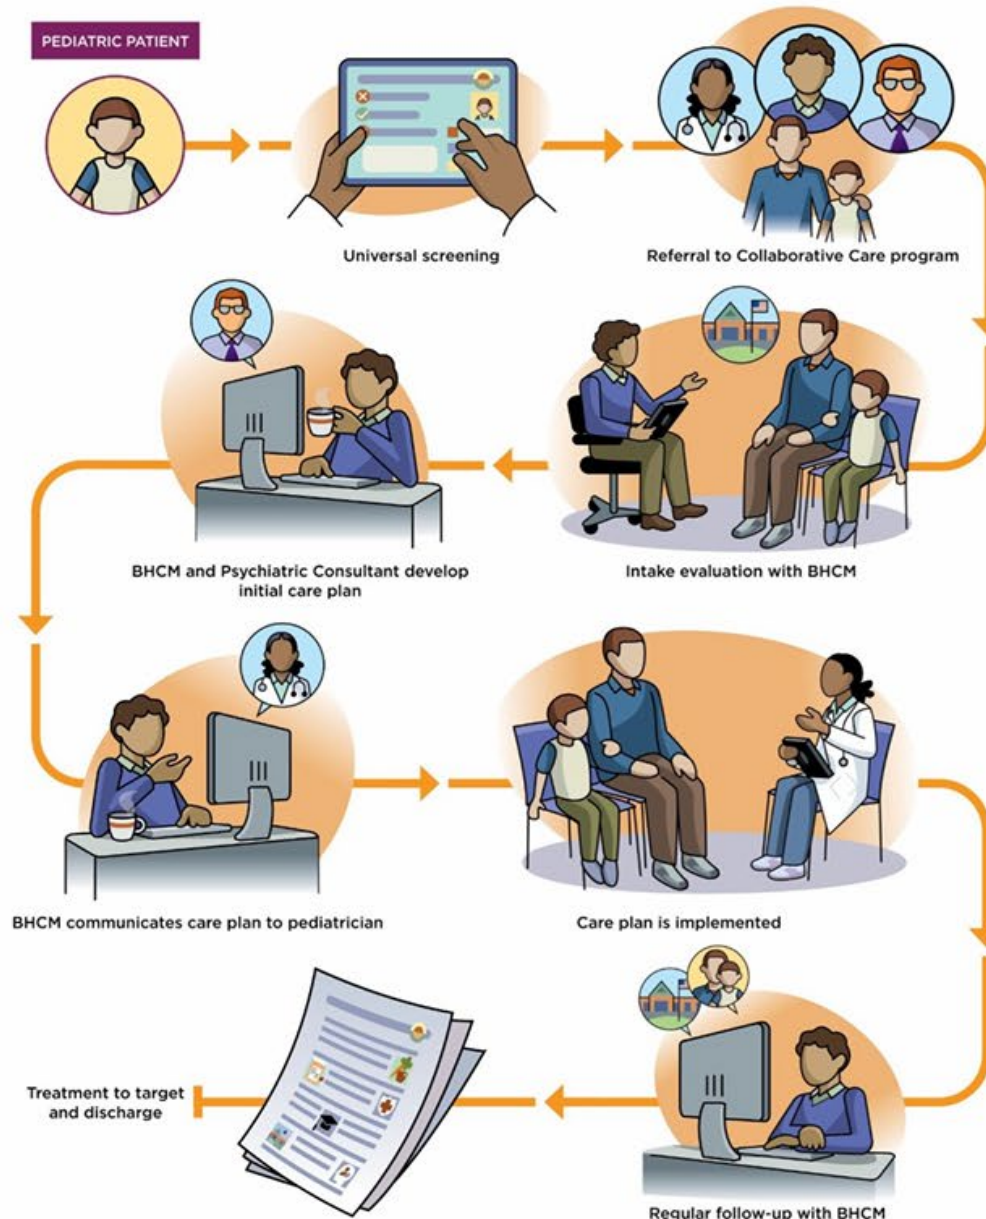 PEDIATRIC PATIENT
Universal screening
Referral to Collaborative Care program
Intake evaluation with BHCM
BHCM and Psychiatric Consultant develop
initial care plan
BHCM communicates care plan to pediatrician
Care plan is implemented
Regular follow-up with BHCM
Treatment to target
and discharge